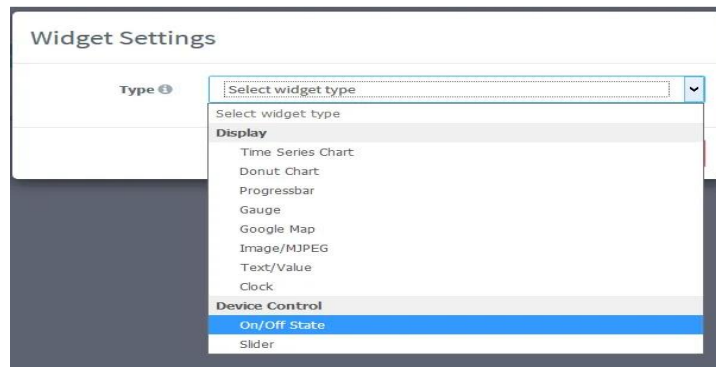 Widget Settings
Type
Select widget type
Select widget type
Display
Time Series Chart
Donut Chart
Progressbar
Gauge
Google Map
Image/MJPEG
Text/Value
Clock
Device Control
On/Off State
Slider